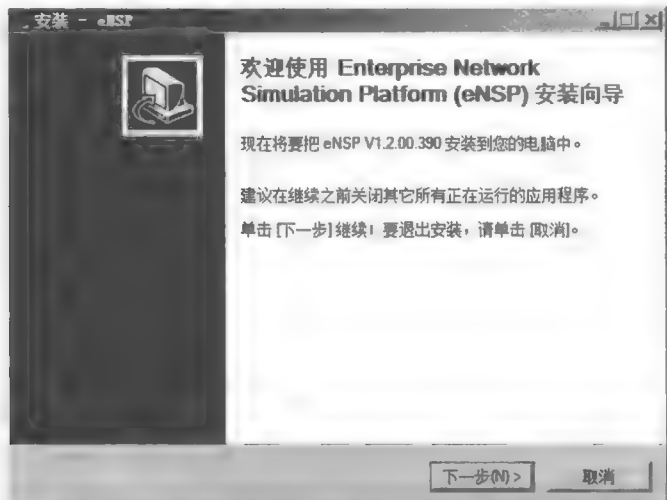 安装 - eNSP
欢迎使用 Enterprise Network
Simulation Platform (eNSP) 安装向导
现在将要把 eNSP V1.2.00.390 安装到您的电脑中。
建议在继续之前关闭其它所有正在运行的应用程序。
单击 [下一步] 继续！要退出安装，请单击 [取消]。
下一步(N) >
取消